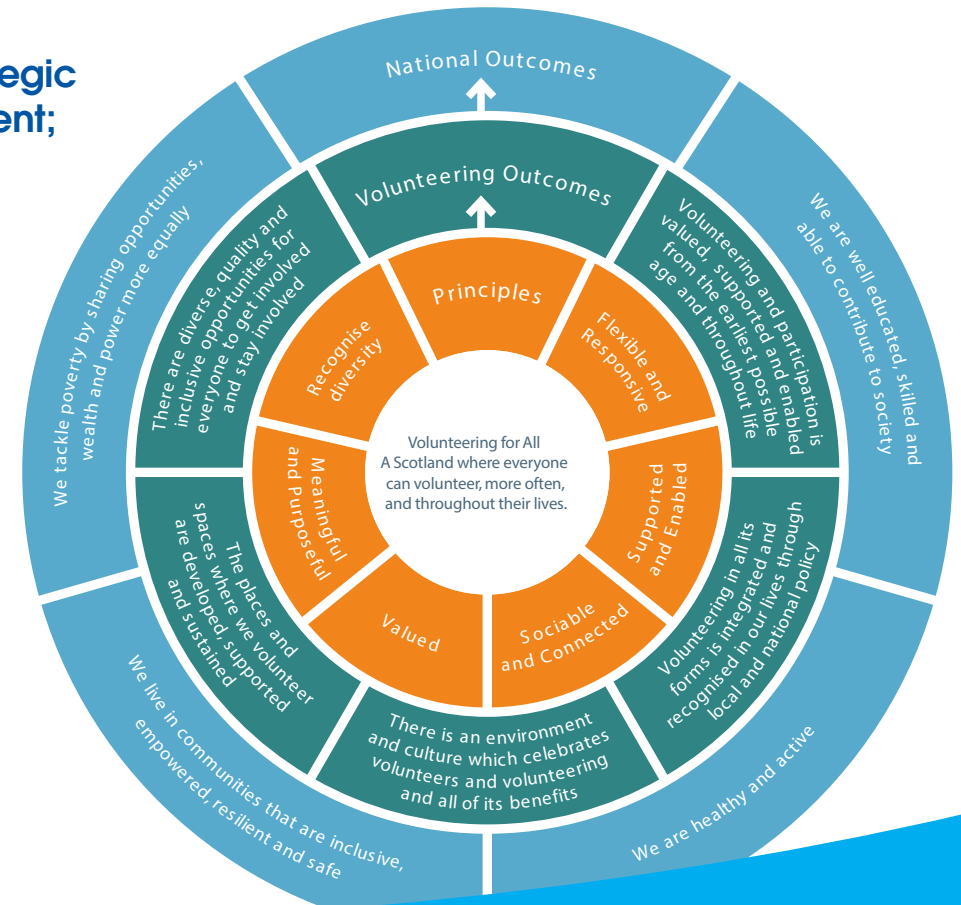 egic
ent;
National Outcomes
We are well educated, skilled and
able to contribute to society
We are healthy and active
We live in communities that are inclusive,
empowered, resilient and safe
We tackle poverty by sharing opportunities,
wealth and power more equally
Volunteering Outcomes
Volunteering and participation is
valued, supported and enabled
from the earliest possible
age and throughout life
Volunteering in all its
forms is integrated and
recognised in our lives through
local and national policy
There is an environment
and culture which celebrates
volunteers and volunteering
and all of its benefits
The places and
spaces where we volunteer
are developed, supported
and sustained
There are diverse, quality and
inclusive opportunities for
everyone to get involved
and stay involved
Principles
Flexible and
Responsive
Supported
and Enabled
Sociable
and Connected
Valued
Meaningful
and Purposeful
Recognise
diversity
Volunteering for All
A Scotland where everyone
can volunteer, more often,
and throughout their lives.